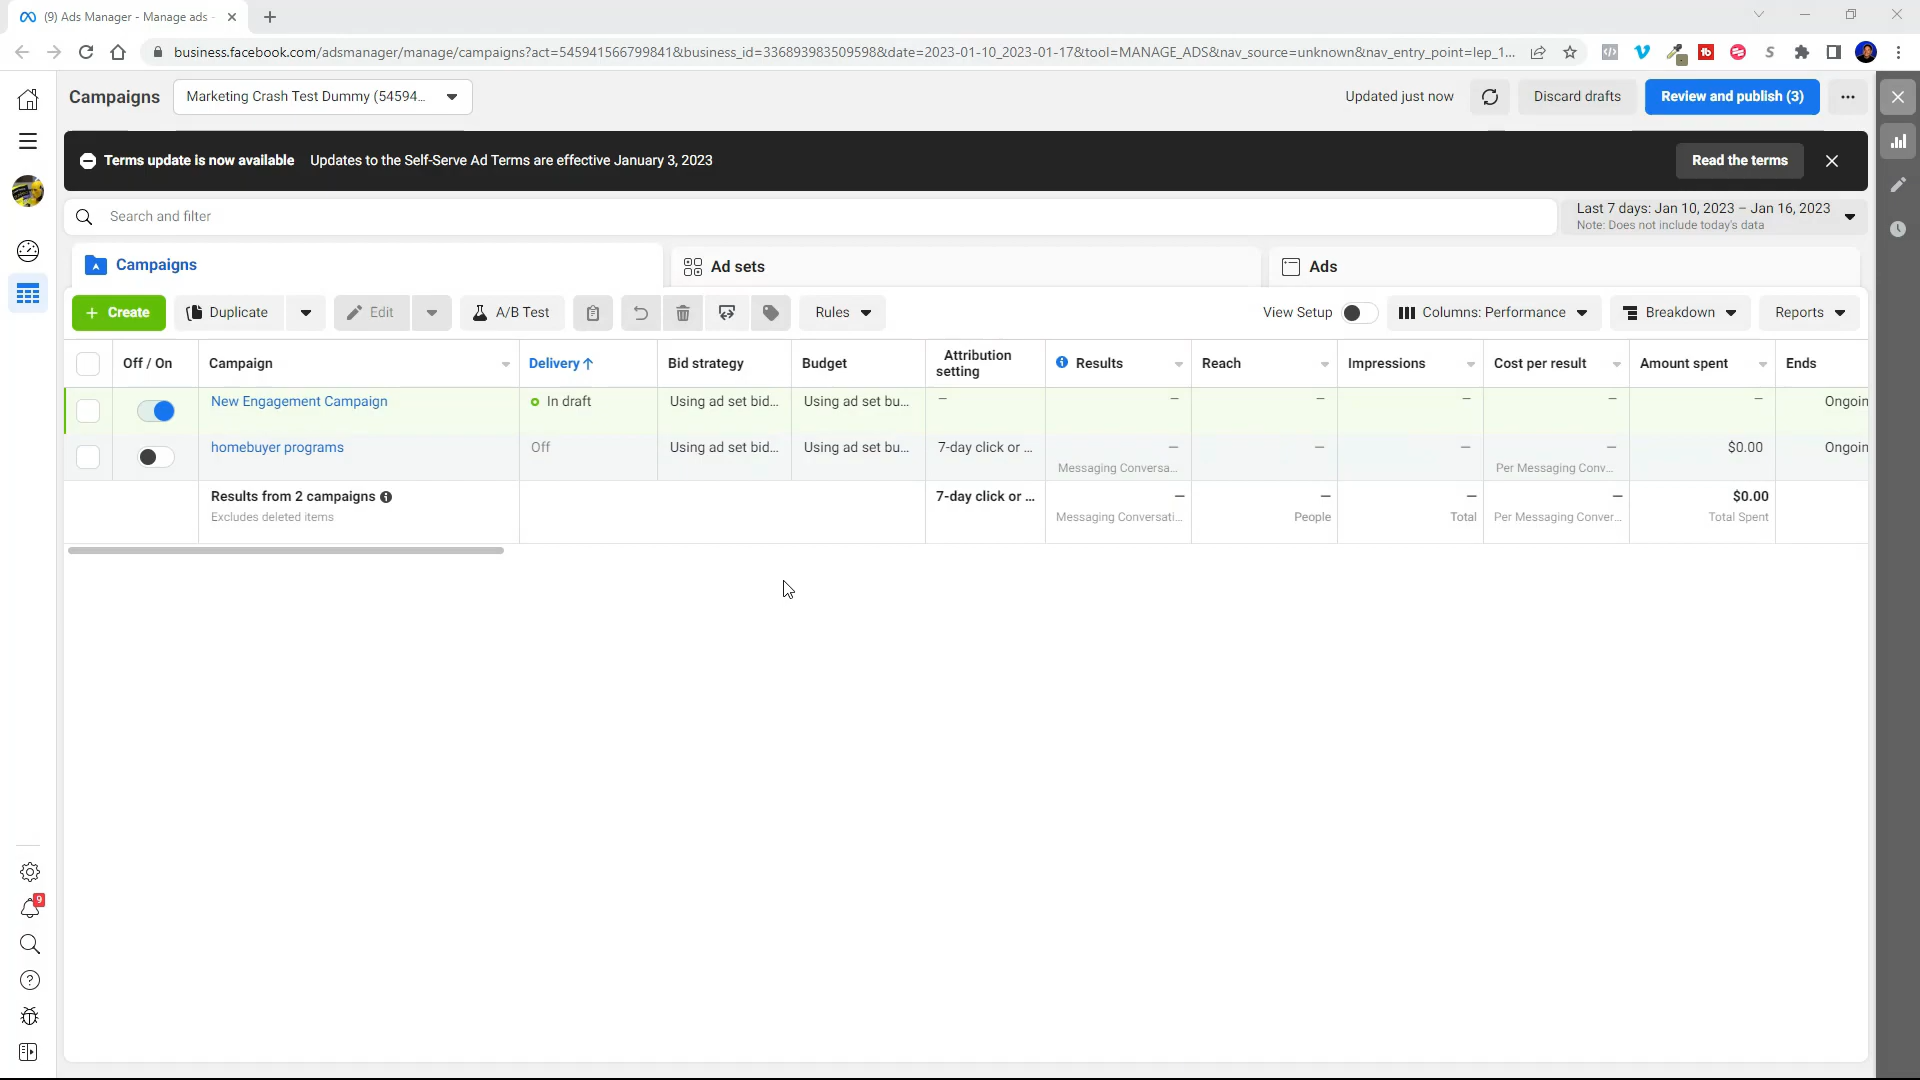 (9) Ads Manager - Manage ads -
business.facebook.com/adsmanager/manage/campaigns?act=545941566799841&business_id=336893983509598&date=2023-01-10_2023-01-17&tool=MANAGE_ADS&nav_source=unknown&nav_entry_point=lep_1...
Campaigns
Marketing Crash Test Dummy (54594...
Updated just now
Discard drafts
Review and publish (3)
Terms update is now available Updates to the Self-Serve Ad Terms are effective January 3, 2023
Read the terms
Search and filter
Last 7 days: Jan 10, 2023 – Jan 16, 2023
Note: Does not include today's data
Campaigns
Ad sets
Ads
+ Create
Duplicate
Edit
A/B Test
Rules
View Setup
Columns: Performance
Breakdown
Reports
Off / On
Campaign
Delivery ↑
Bid strategy
Budget
Attribution
setting
Results
Reach
Impressions
Cost per result
Amount spent
Ends
New Engagement Campaign
In draft
Using ad set bid...
Using ad set bu...
—
—
—
—
—
—
Ongoin
homebuyer programs
Off
Using ad set bid...
Using ad set bu...
7-day click or ...
—
Messaging Conversa...
—
—
—
Per Messaging Conv...
$0.00
Ongoin
Results from 2 campaigns
Excludes deleted items
7-day click or ...
—
Messaging Conversati...
—
People
—
Total
—
Per Messaging Conver...
$0.00
Total Spent
9